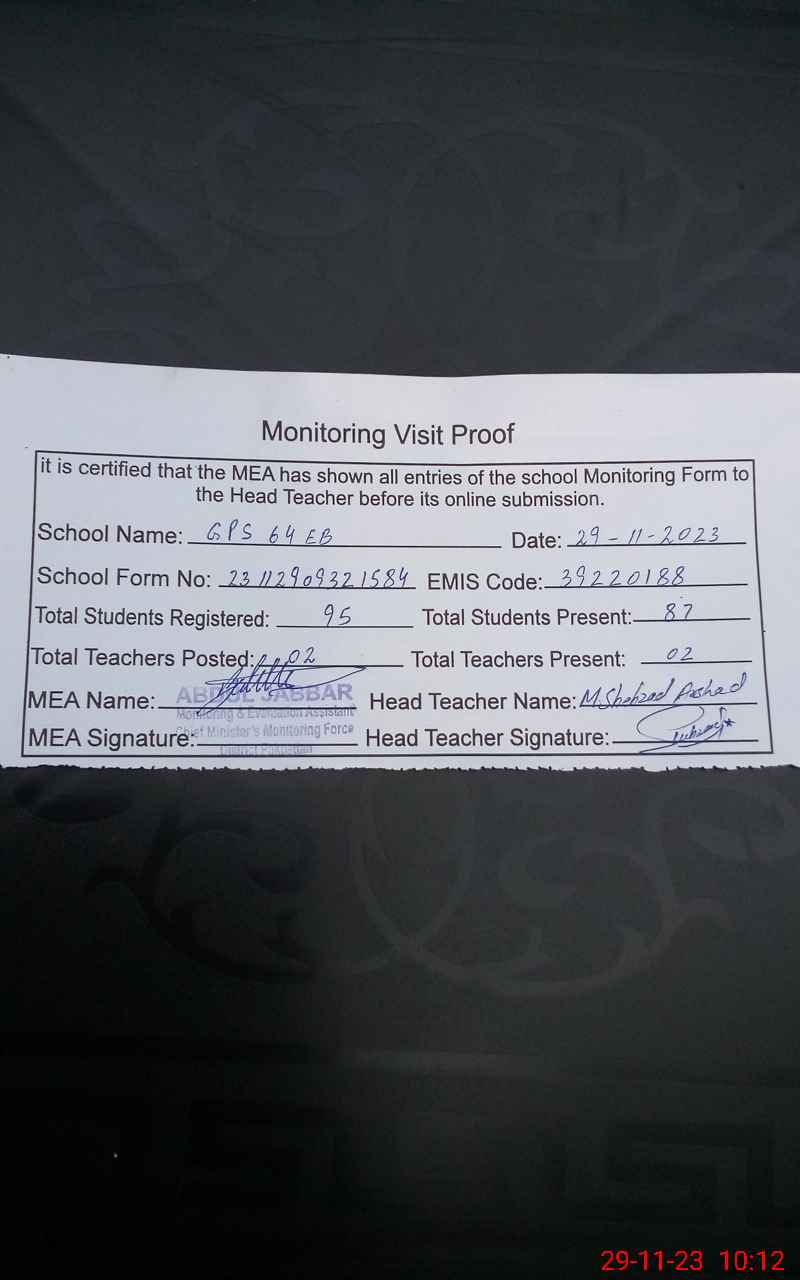 Monitoring Visit Proof
it is certified that the MEA has shown all entries of the school Monitoring Form to
the Head Teacher before its online submission.
School Name: GPS 64 EB Date: 29-11-2023
School Form No: 23112909321584 EMIS Code: 39220188
Total Students Registered: 95 Total Students Present: 87
Total Teachers Posted: 02 Total Teachers Present: 02
MEA Name: ABDUL JABBAR Head Teacher Name: M. Shahzad Arshad
Monitoring & Evaluation Assistant
MEA Signature: Chief Minister's Monitoring Force Head Teacher Signature:
District Pakpattan
29-11-23 10:12